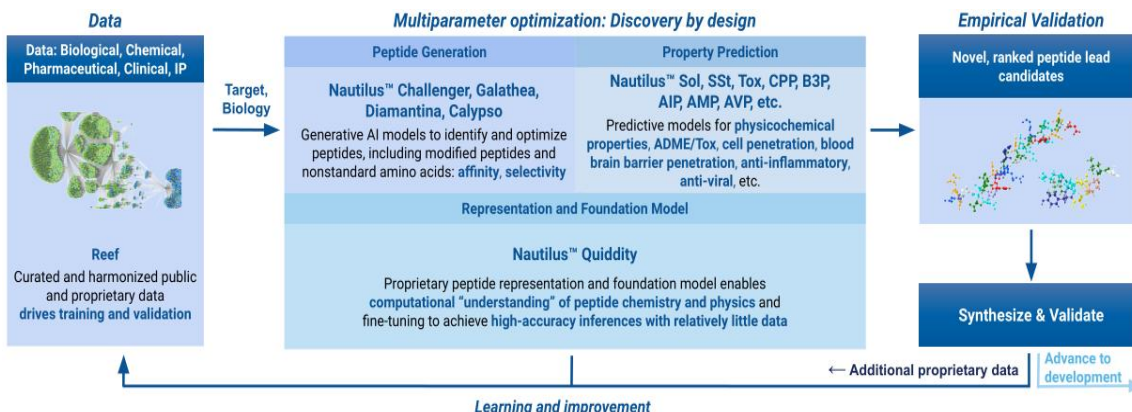 Data
Multiparameter optimization: Discovery by design
Empirical Validation
Data: Biological, Chemical,
Pharmaceutical, Clinical, IP
Reef
Curated and harmonized public
and proprietary data
drives training and validation
Target,
Biology
Peptide Generation
Nautilus™ Challenger, Galathea,
Diamantina, Calypso
Generative AI models to identify and optimize
peptides, including modified peptides and
nonstandard amino acids: affinity, selectivity
Property Prediction
Nautilus™ Sol, SSt, Tox, CPP, B3P,
AIP, AMP, AVP, etc.
Predictive models for physicochemical
properties, ADME/Tox, cell penetration, blood
brain barrier penetration, anti-inflammatory,
anti-viral, etc.
Representation and Foundation Model
Nautilus™ Quiddity
Proprietary peptide representation and foundation model enables
computational “understanding” of peptide chemistry and physics and
fine-tuning to achieve high-accuracy inferences with relatively little data
Novel, ranked peptide lead
candidates
Synthesize & Validate
← Additional proprietary data
Advance to
development
Learning and improvement